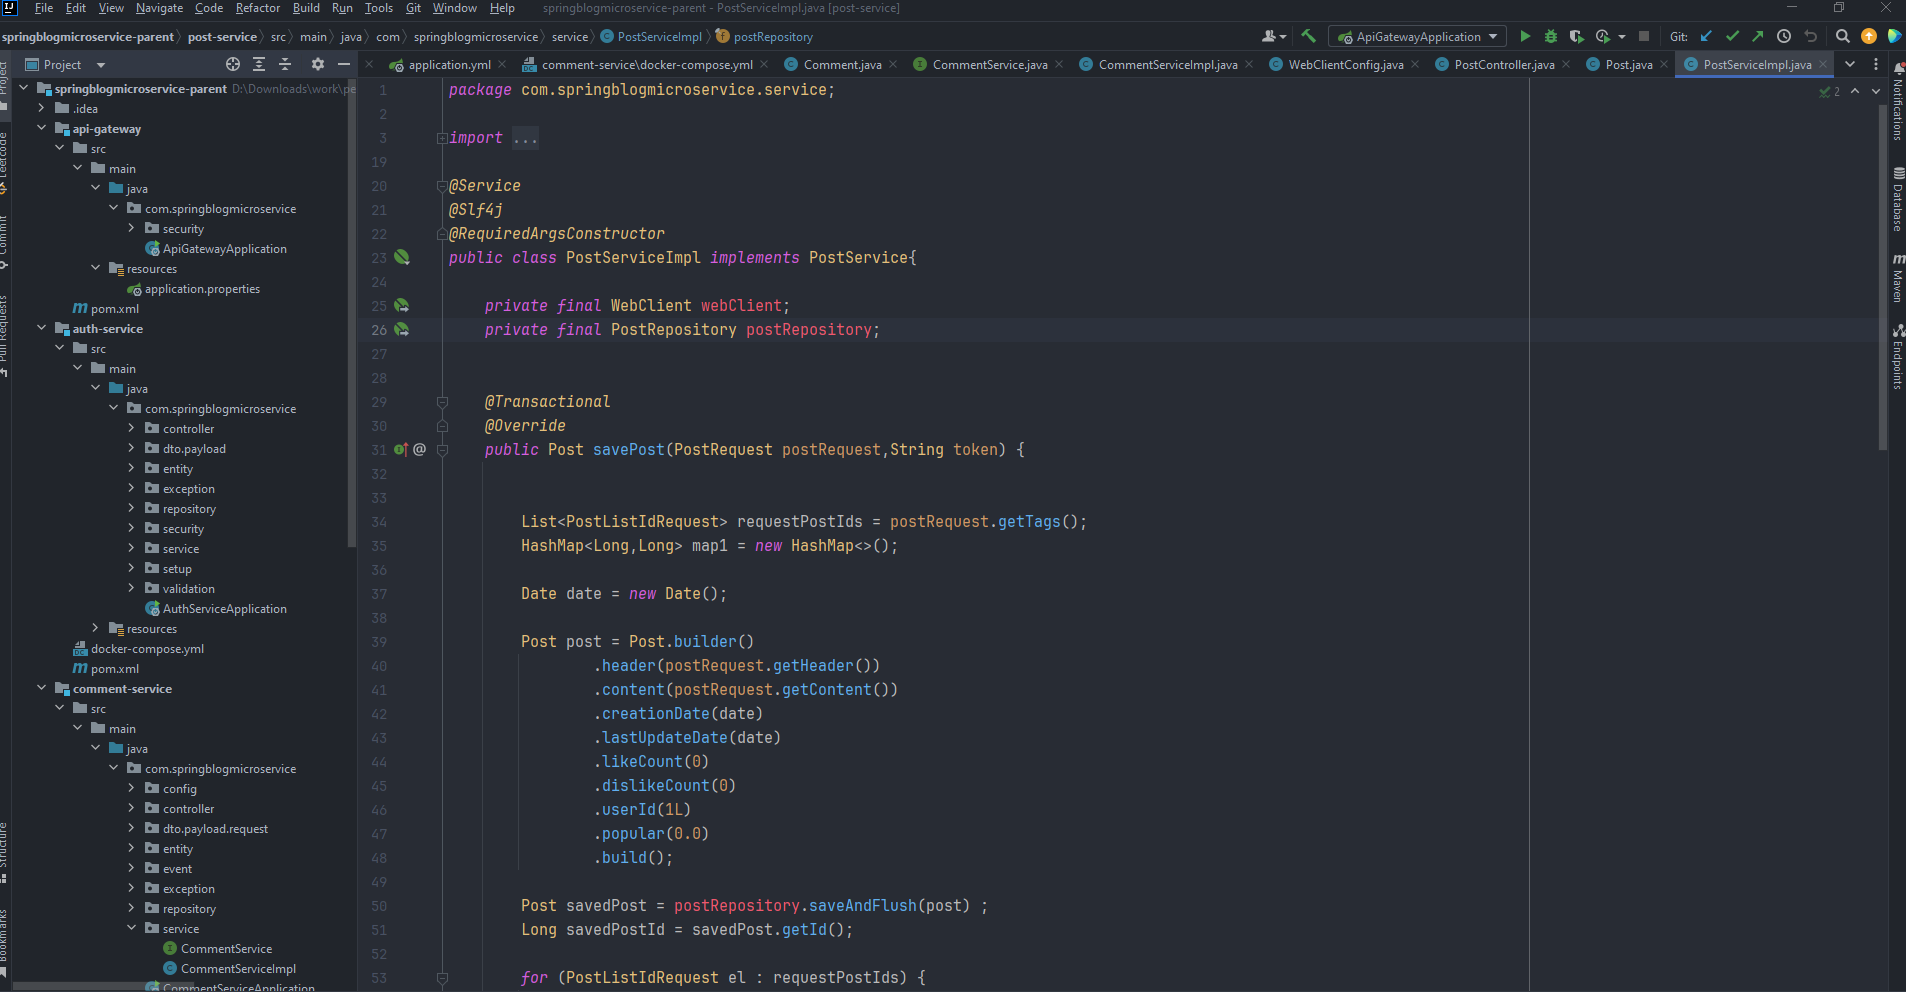 File Edit View Navigate Code Refactor Build Run Tools Git Window Help springblogmicroservice-parent - PostServiceImpl.java [post-service]
springblogmicroservice-parent post-service src main java com springblogmicroservice service PostServiceImpl postRepository ApiGatewayApplication Git:
Project application.yml comment-service\docker-compose.yml Comment.java CommentService.java CommentServiceImpl.java WebClientConfig.java PostController.java Post.java PostServiceImpl.java
springblogmicroservice-parent D:\Downloads\work\pe
.idea
api-gateway
src
main
java
com.springblogmicroservice
security
ApiGatewayApplication
resources
application.properties
pom.xml
auth-service
src
main
java
com.springblogmicroservice
controller
dto.payload
entity
exception
repository
security
service
setup
validation
AuthServiceApplication
resources
docker-compose.yml
pom.xml
comment-service
src
main
java
com.springblogmicroservice
config
controller
dto.payload.request
entity
event
exception
repository
service
CommentService
CommentServiceImpl
CommentServiceApplication
Project
Leetcode
Commit
Pull Requests
Structure
Bookmarks
1 package com.springblogmicroservice.service;
2
3 import ...
19
20 @Service
21 @Slf4j
22 @RequiredArgsConstructor
23 public class PostServiceImpl implements PostService{
24
25 private final WebClient webClient;
26 private final PostRepository postRepository;
27
28
29 @Transactional
30 @Override
31 @ public Post savePost(PostRequest postRequest,String token) {
32
33
34 List<PostListIdRequest> requestPostIds = postRequest.getTags();
35 HashMap<Long,Long> map1 = new HashMap<>();
36
37 Date date = new Date();
38
39 Post post = Post.builder()
40 .header(postRequest.getHeader())
41 .content(postRequest.getContent())
42 .creationDate(date)
43 .lastUpdateDate(date)
44 .likeCount(0)
45 .dislikeCount(0)
46 .userId(1L)
47 .popular(0.0)
48 .build();
49
50 Post savedPost = postRepository.saveAndFlush(post) ;
51 Long savedPostId = savedPost.getId();
52
53 for (PostListIdRequest el : requestPostIds) {
2
Notifications
Database
Maven
Endpoints